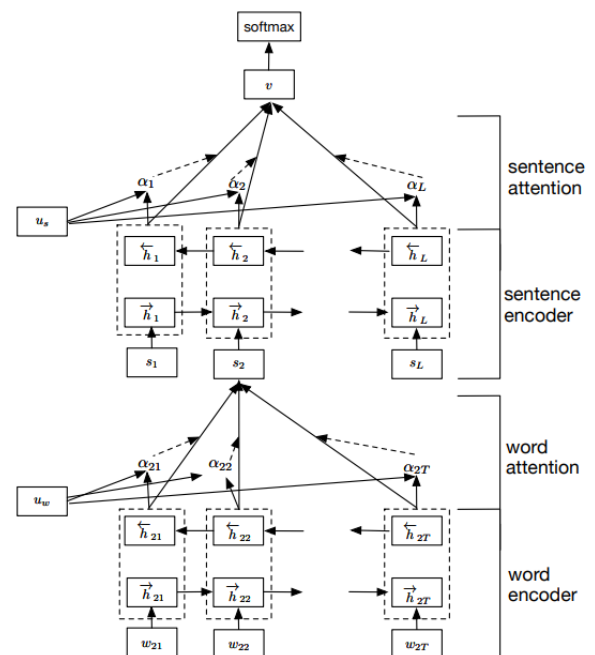 softmax
v
α1 α2 αL
sentence
attention
us
←h1 ←h2 ←hL
→h1 →h2 →hL
sentence
encoder
s1 s2 sL
α21 α22 α2T
word
attention
uw
←h21 ←h22 ←h2T
→h21 →h22 →h2T
word
encoder
w21 w22 w2T